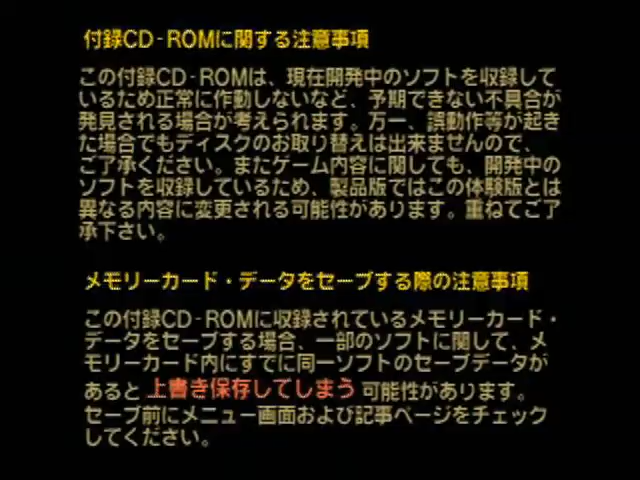 付録CD-ROMに関する注意事項
この付録CD-ROMは、現在開発中のソフトを収録して
いるため正常に作動しないなど、予期できない不具合が
発見される場合が考えられます。万一、誤動作等が起き
た場合でもディスクのお取り替えは出来ませんので、
ご了承ください。またゲーム内容に関しても、開発中の
ソフトを収録しているため、製品版ではこの体験版とは
異なる内容に変更される可能性があります。重ねてご了
承下さい。
メモリーカード・データをセーブする際の注意事項
この付録CD-ROMに収録されているメモリーカード・
データをセーブする場合、一部のソフトに関して、メ
モリーカード内にすでに同一ソフトのセーブデータが
あると上書き保存してしまう可能性があります。
セーブ前にメニュー画面および記事ページをチェック
してください。